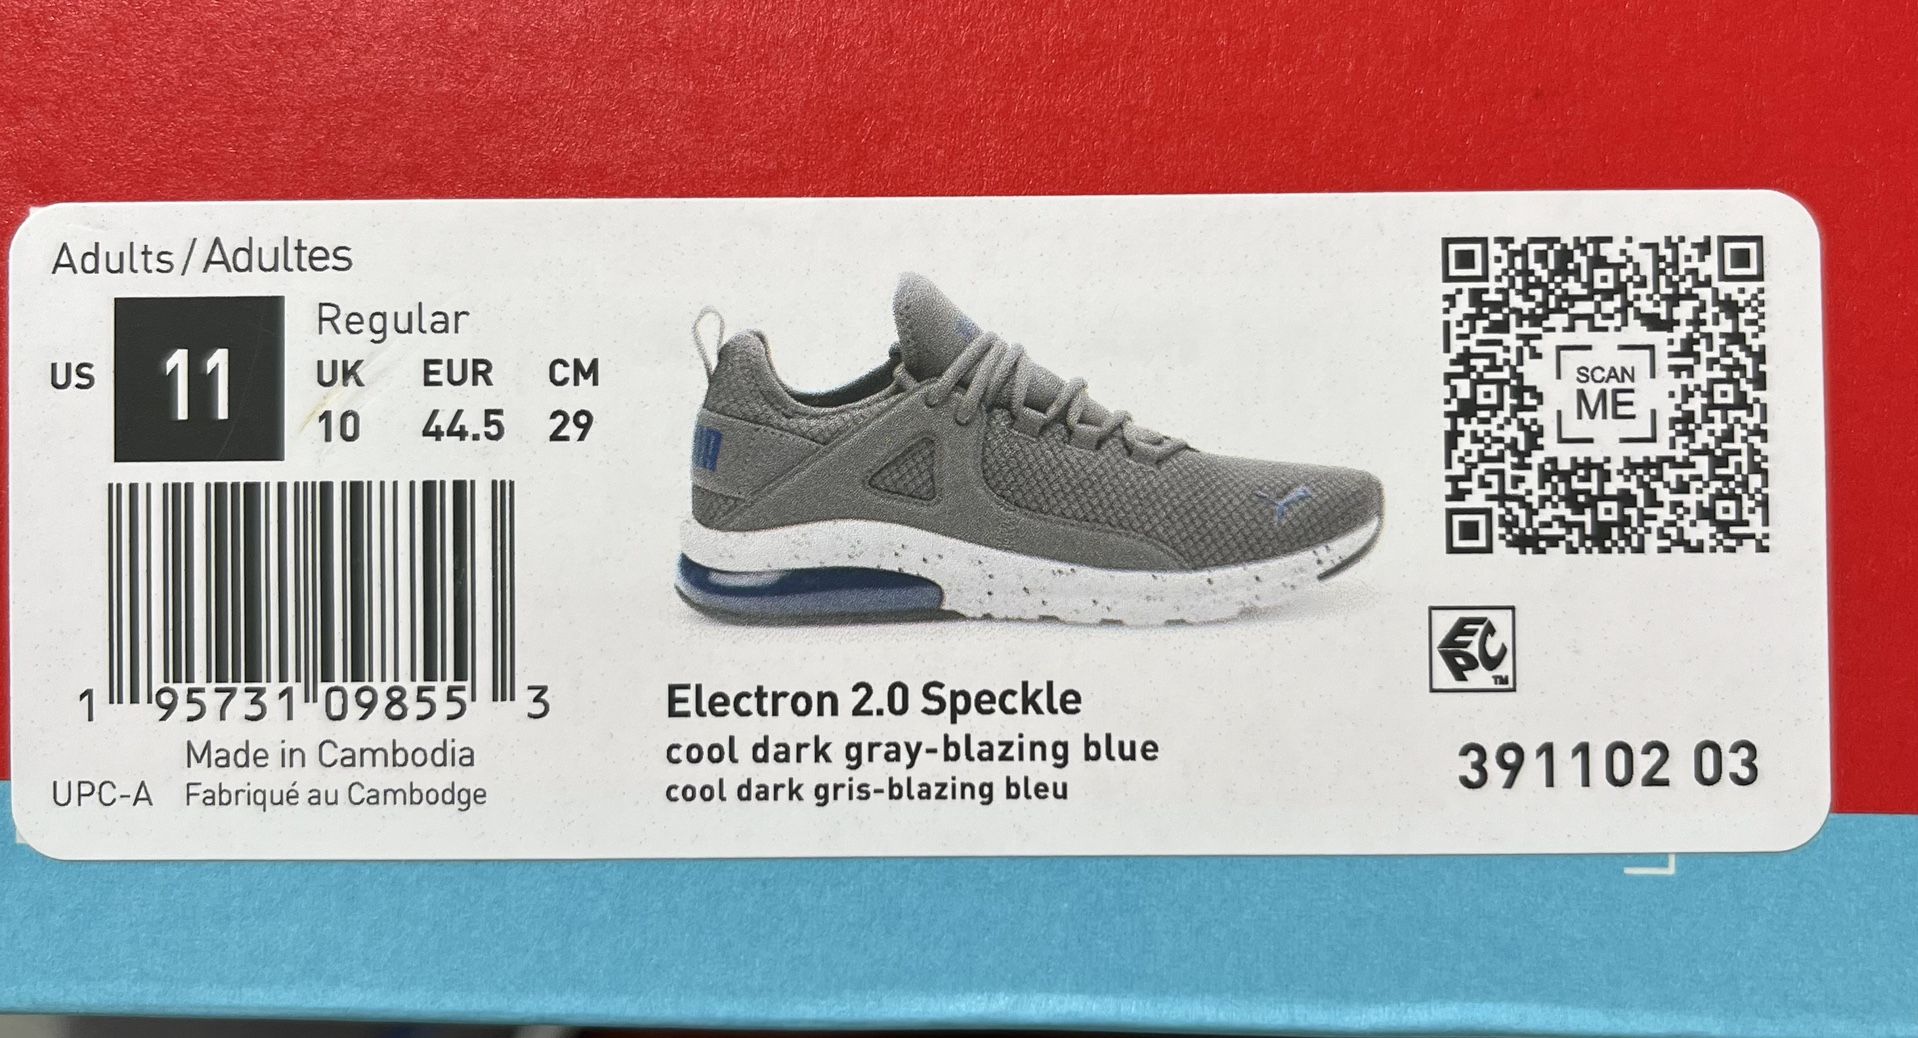 Adults/Adultes
US 11
Regular
UK EUR CM
10 44.5 29
1 95731 09855 3
Made in Cambodia
UPC-A Fabriqué au Cambodge
Electron 2.0 Speckle
cool dark gray-blazing blue
cool dark gris-blazing bleu
SCAN
ME
EPC™
391102 03